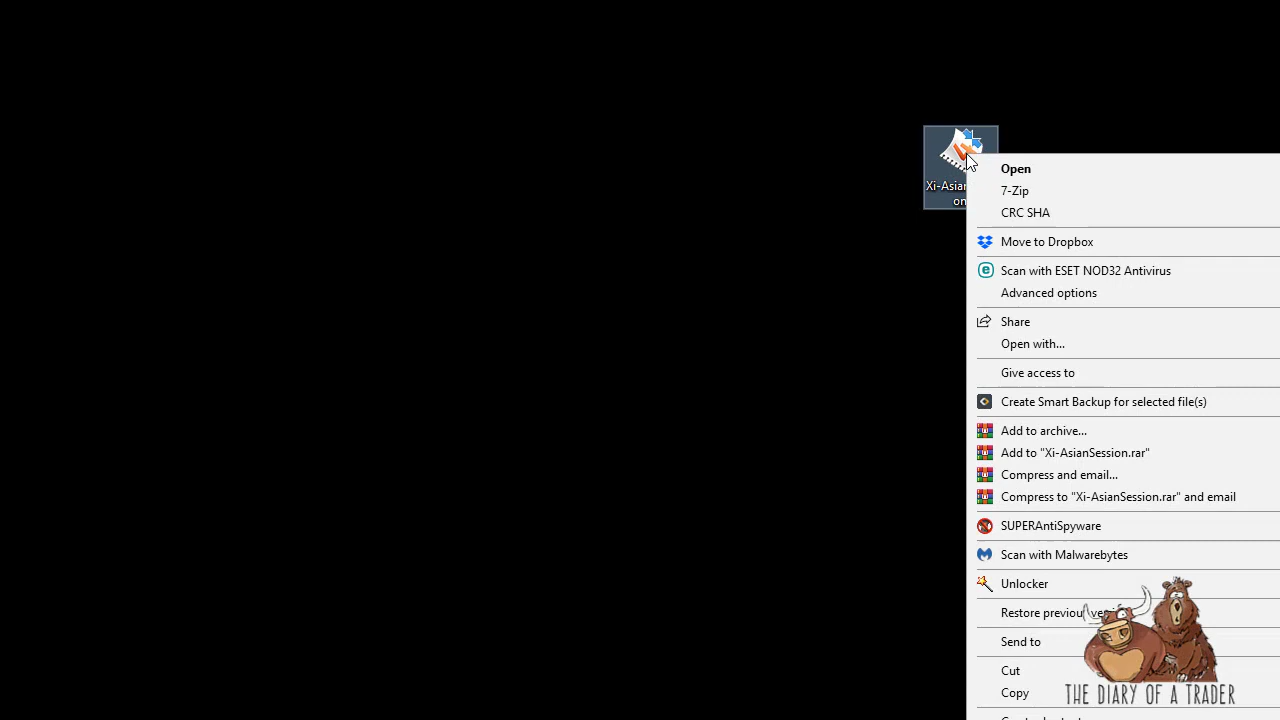 Xi-Asian
on
Open
7-Zip
CRC SHA
Move to Dropbox
Scan with ESET NOD32 Antivirus
Advanced options
Share
Open with...
Give access to
Create Smart Backup for selected file(s)
Add to archive...
Add to "Xi-AsianSession.rar"
Compress and email...
Compress to "Xi-AsianSession.rar" and email
SUPERAntiSpyware
Scan with Malwarebytes
Unlocker
Restore previou
Send to
Cut
Copy
THE DIARY OF A TRADER